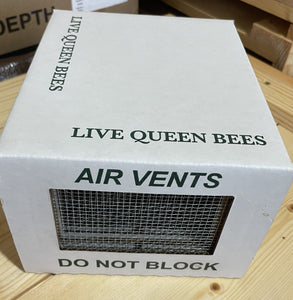 DEPTH
LIVE QUEEN BEES
LIVE QUEEN BEES
AIR VENTS
DO NOT BLOCK